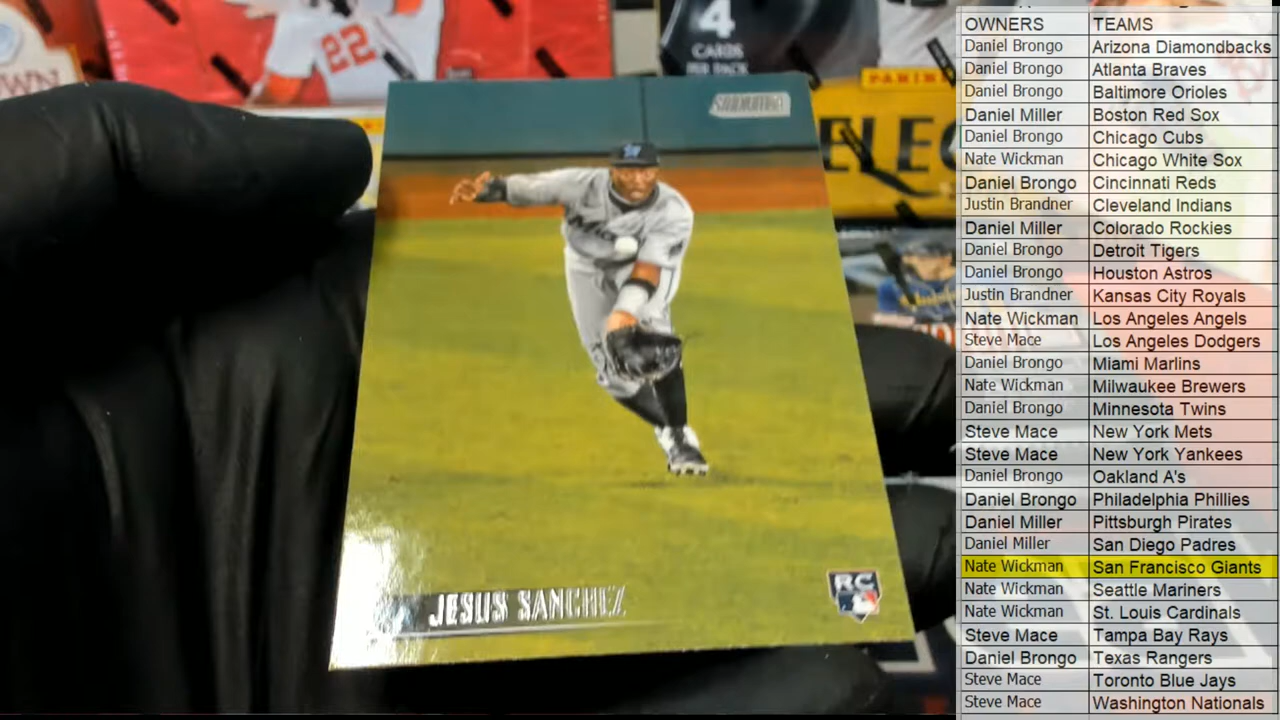 22
4
CARDS
PER PACK
PANINI
STADIUM
JESUS SANCHEZ
RC
OWNERS TEAMS
Daniel Brongo Arizona Diamondbacks
Daniel Brongo Atlanta Braves
Daniel Brongo Baltimore Orioles
Daniel Miller Boston Red Sox
Daniel Brongo Chicago Cubs
Nate Wickman Chicago White Sox
Daniel Brongo Cincinnati Reds
Justin Brandner Cleveland Indians
Daniel Miller Colorado Rockies
Daniel Brongo Detroit Tigers
Daniel Brongo Houston Astros
Justin Brandner Kansas City Royals
Nate Wickman Los Angeles Angels
Steve Mace Los Angeles Dodgers
Daniel Brongo Miami Marlins
Nate Wickman Milwaukee Brewers
Daniel Brongo Minnesota Twins
Steve Mace New York Mets
Steve Mace New York Yankees
Daniel Brongo Oakland A's
Daniel Brongo Philadelphia Phillies
Daniel Miller Pittsburgh Pirates
Daniel Miller San Diego Padres
Nate Wickman San Francisco Giants
Nate Wickman Seattle Mariners
Nate Wickman St. Louis Cardinals
Steve Mace Tampa Bay Rays
Daniel Brongo Texas Rangers
Steve Mace Toronto Blue Jays
Steve Mace Washington Nationals